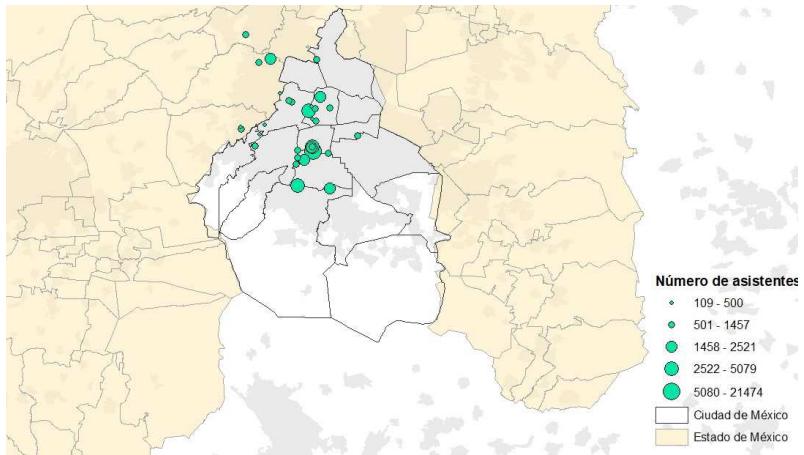 Número de asistentes
109 - 500
501 - 1457
1458 - 2521
2522 - 5079
5080 - 21474
Ciudad de México
Estado de México